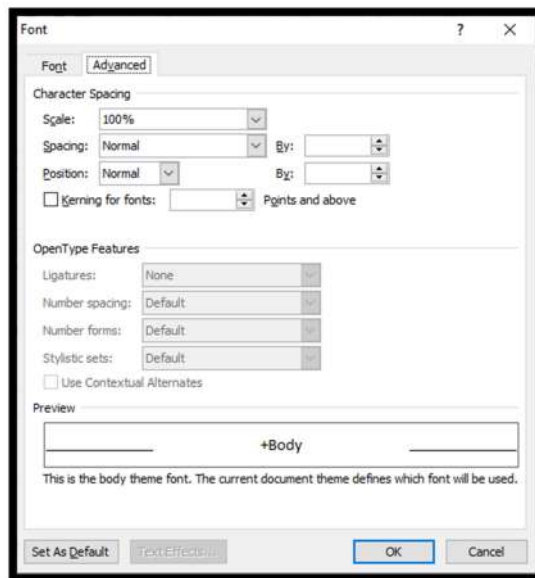 Font ?
Font Advanced
Character Spacing
Scale: 100%
Spacing: Normal By:
Position: Normal By:
Kerning for fonts: Points and above
OpenType Features
Ligatures: None
Number spacing: Default
Number forms: Default
Stylistic sets: Default
Use Contextual Alternates
Preview
+Body
This is the body theme font. The current document theme defines which font will be used.
Set As Default Text Effects... OK Cancel